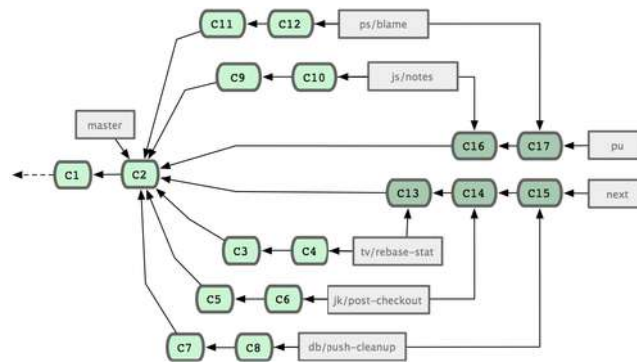 C11 C12 ps/blame
C9 C10 js/notes
master
C16 C17 pu
C1 C2
C13 C14 C15 next
C3 C4 tv/rebase-stat
C5 C6 jk/post-checkout
C7 C8 db/push-cleanup